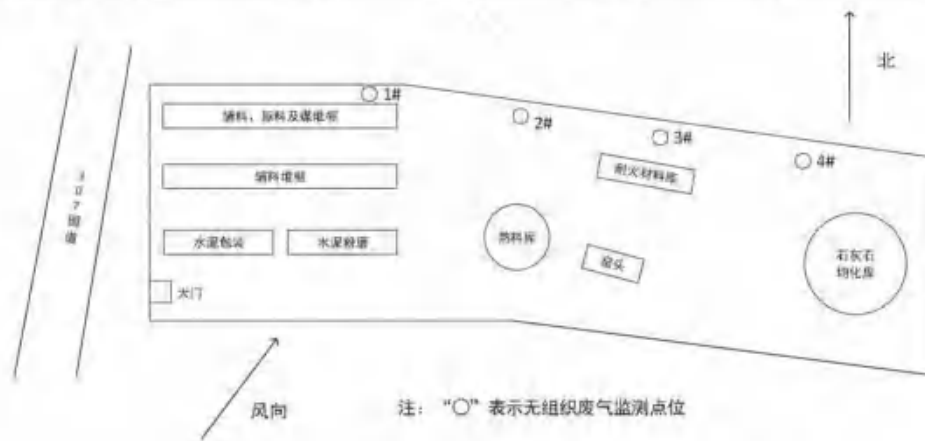 北
1#
2#
3#
4#
辅料、原料及煤堆棚
耐火材料库
辅料堆棚
307国道
水泥包装
水泥粉磨
熟料库
窑头
石灰石
均化库
大门
风向
注： “○” 表示无组织废气监测点位